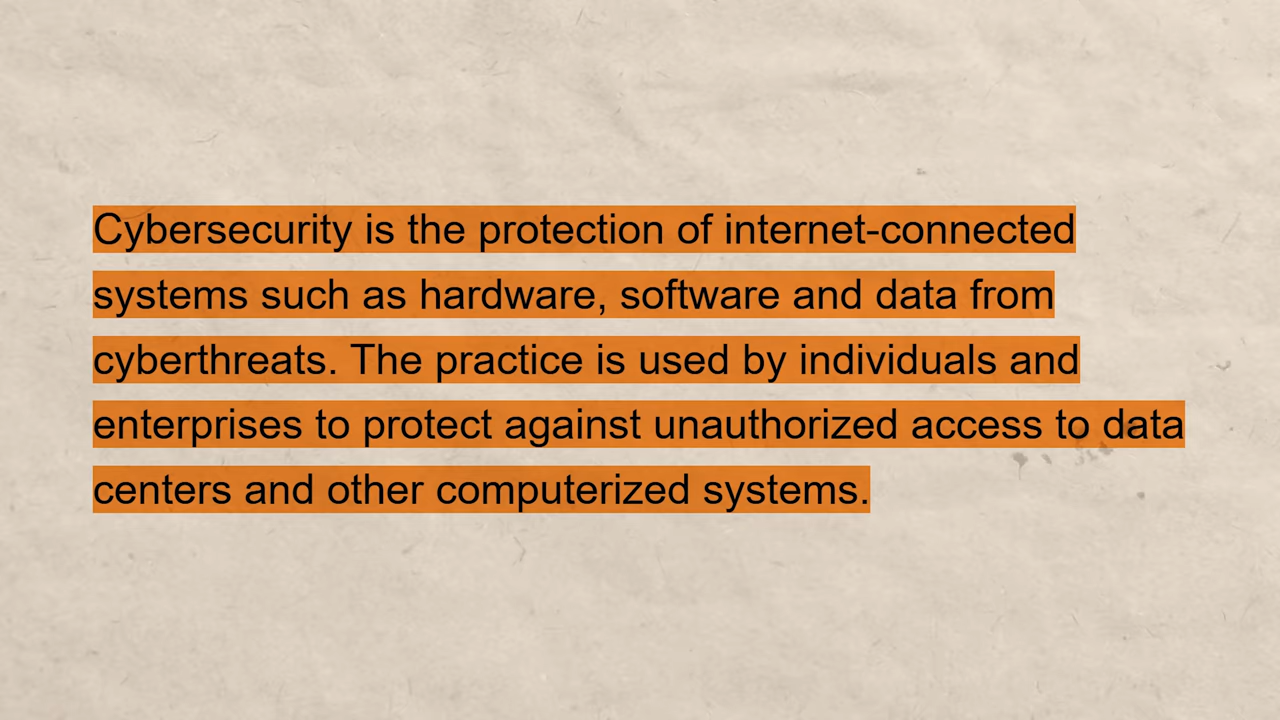 Cybersecurity is the protection of internet-connected
systems such as hardware, software and data from
cyberthreats. The practice is used by individuals and
enterprises to protect against unauthorized access to data
centers and other computerized systems.